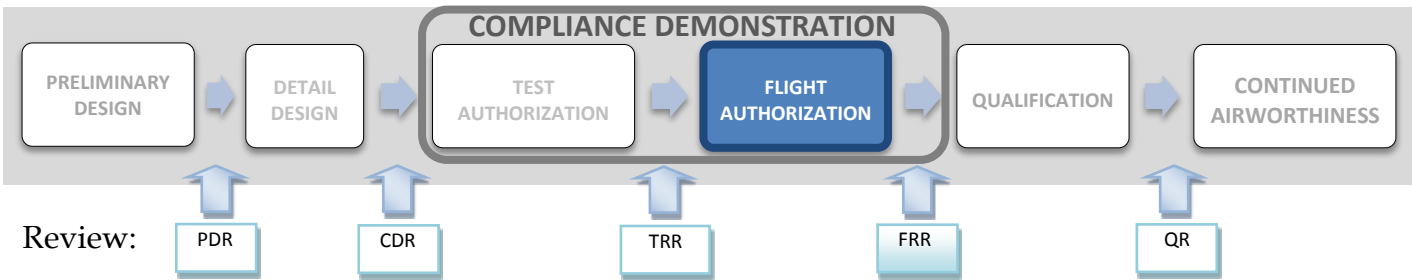 COMPLIANCE DEMONSTRATION
PRELIMINARY
DESIGN
DETAIL
DESIGN
TEST
AUTHORIZATION
FLIGHT
AUTHORIZATION
QUALIFICATION
CONTINUED
AIRWORTHINESS
Review:
PDR
CDR
TRR
FRR
QR